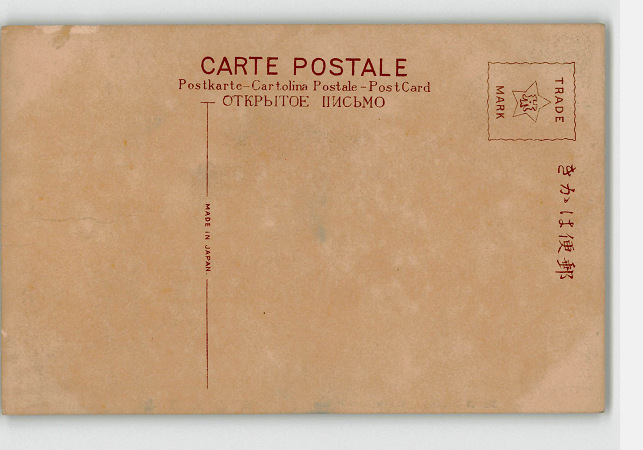 CARTE POSTALE
Postkarte-Cartolina Postale-PostCard
ОТКРЫТОЕ ПИСЬМО
TRADE
MARK
きかは便郵
MADE IN JAPAN.